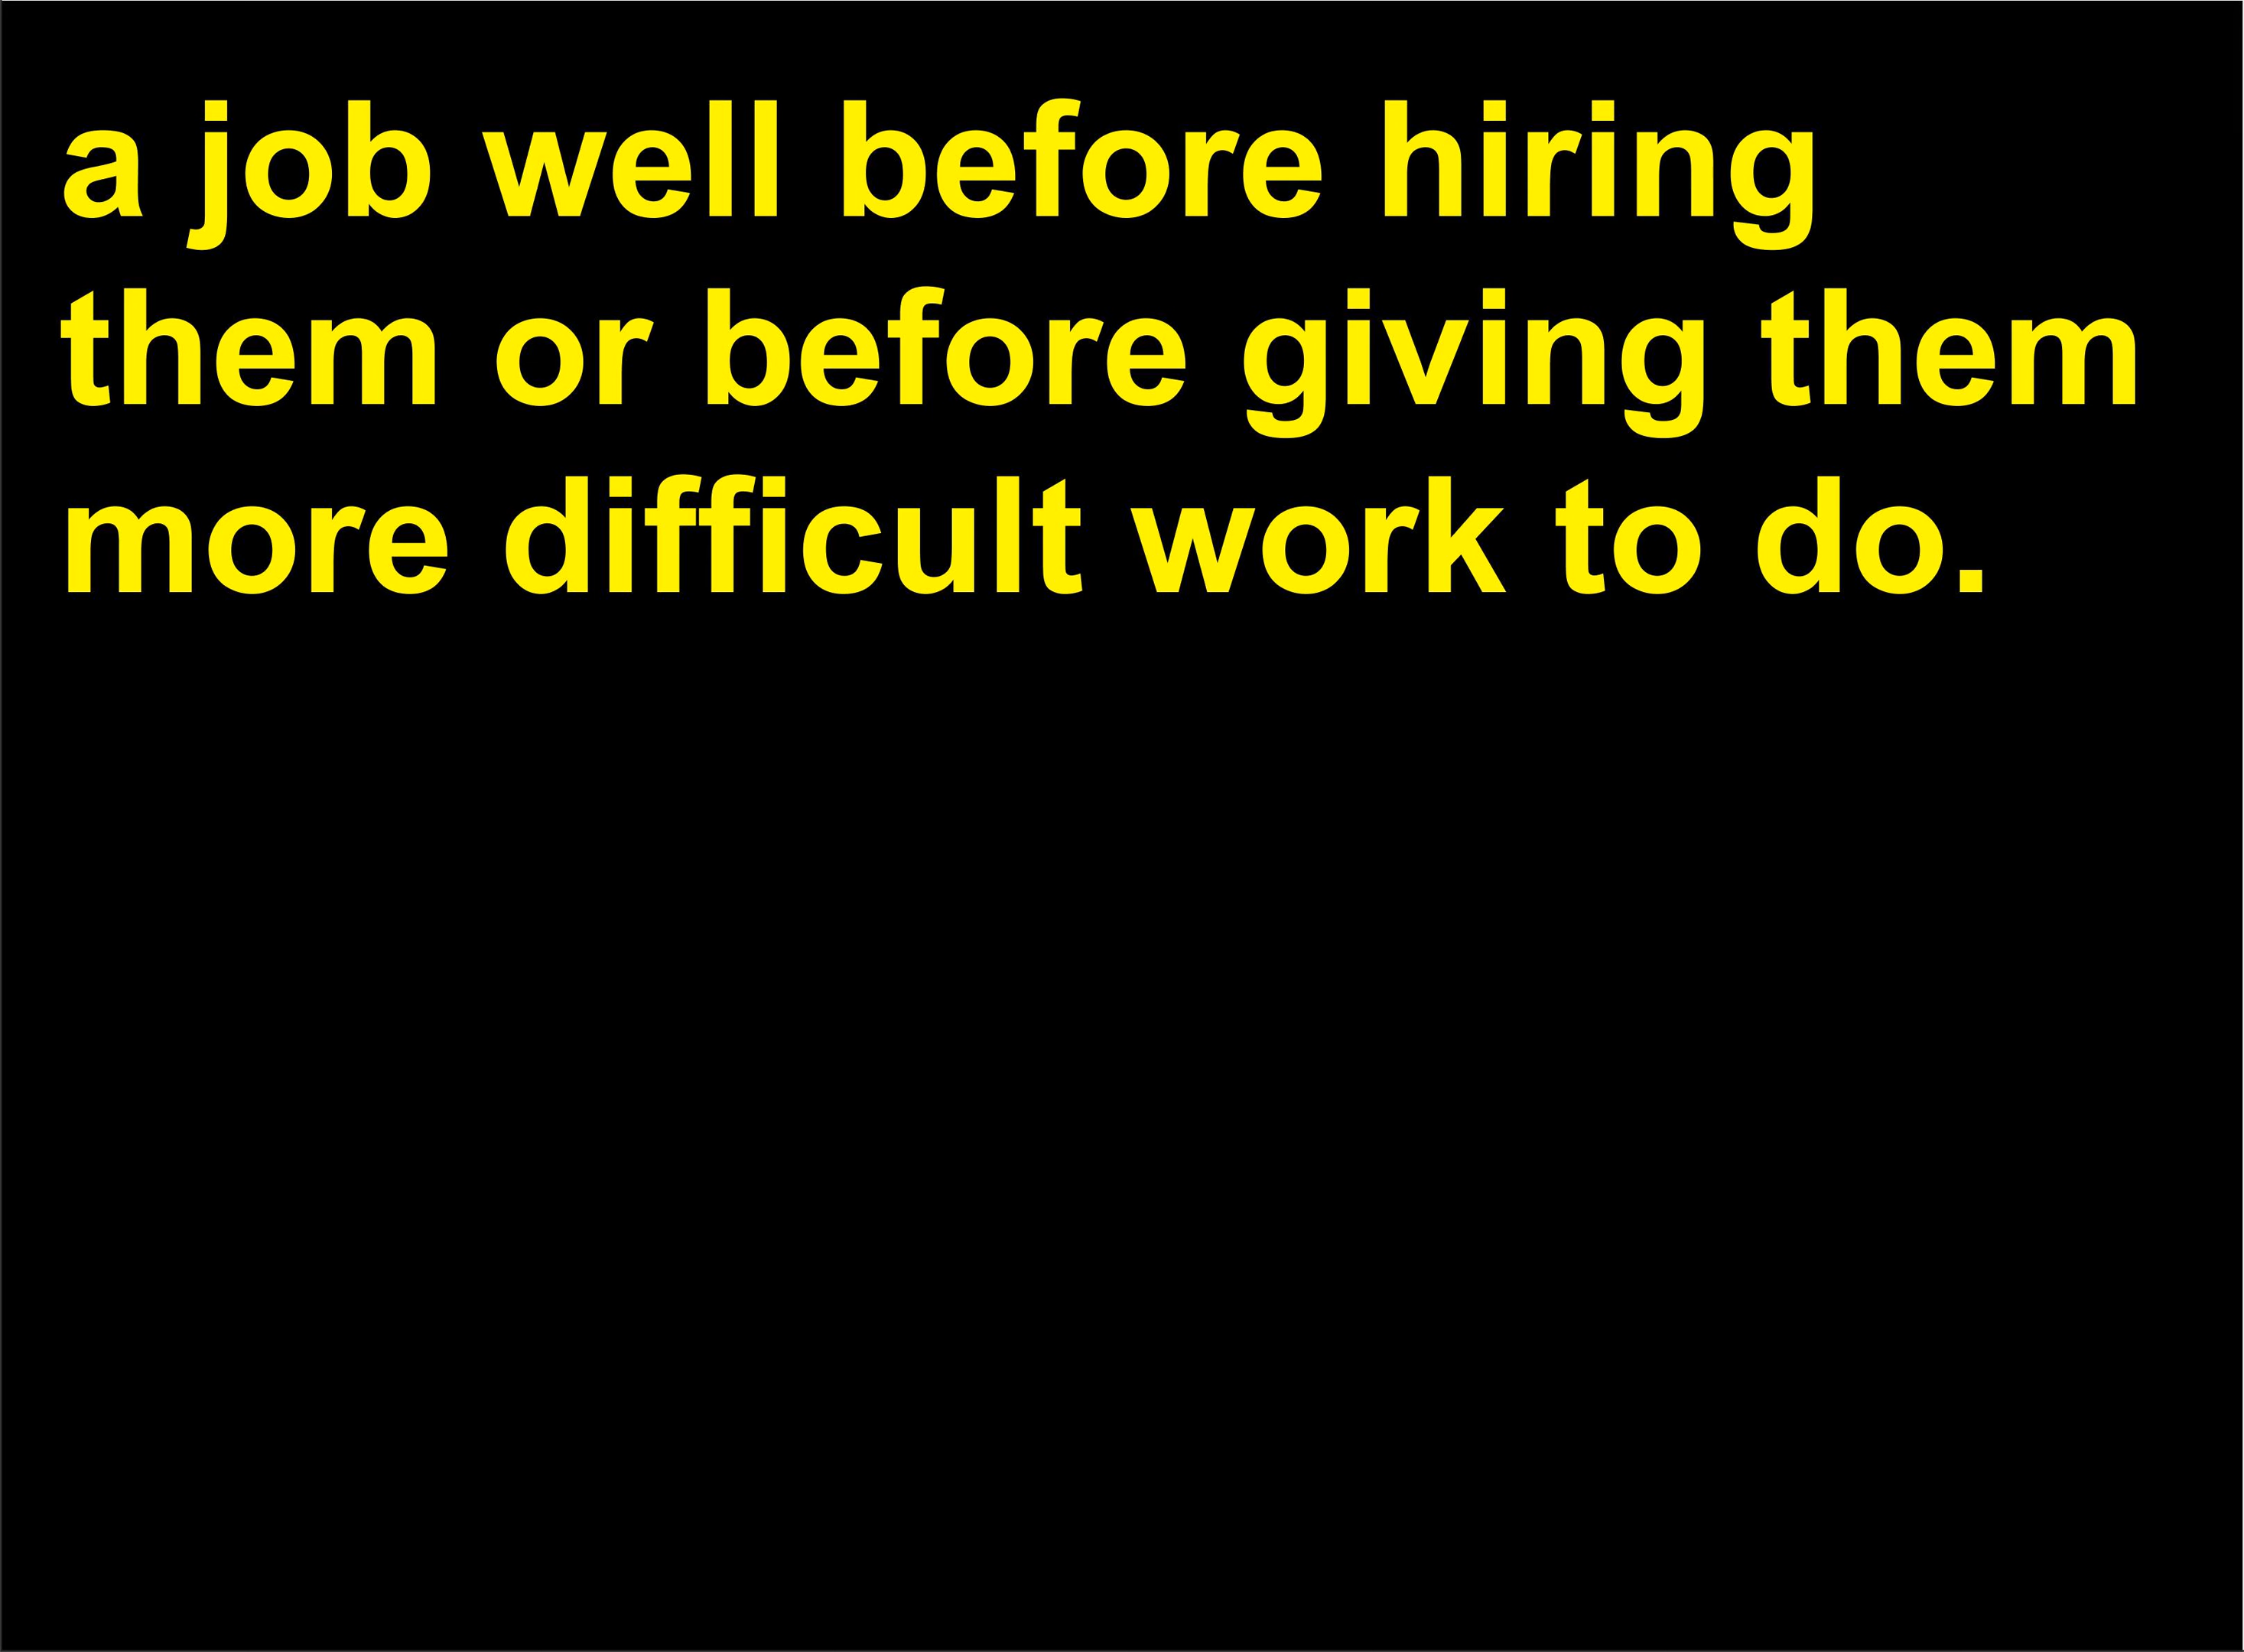 a job well before hiring
them or before giving them
more difficult work to do.